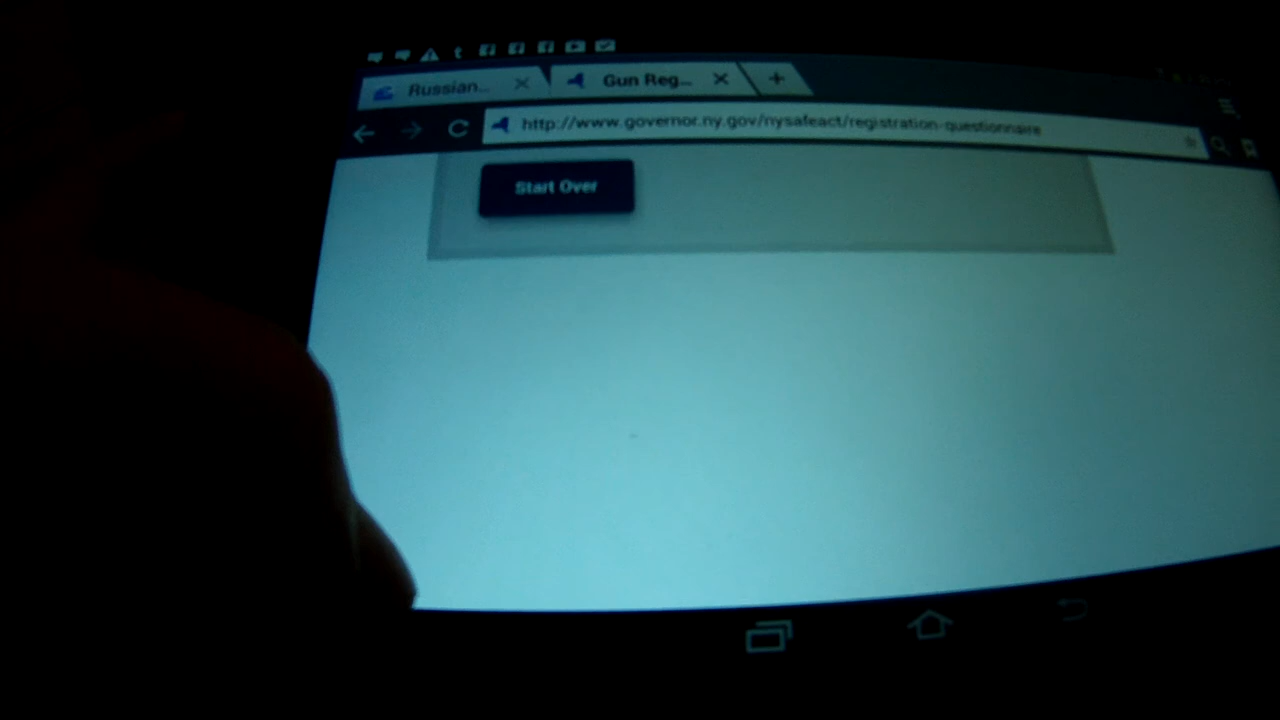 Russian...
Gun Reg...
http://www.governor.ny.gov/nysafeact/registration-questionnaire
Start Over